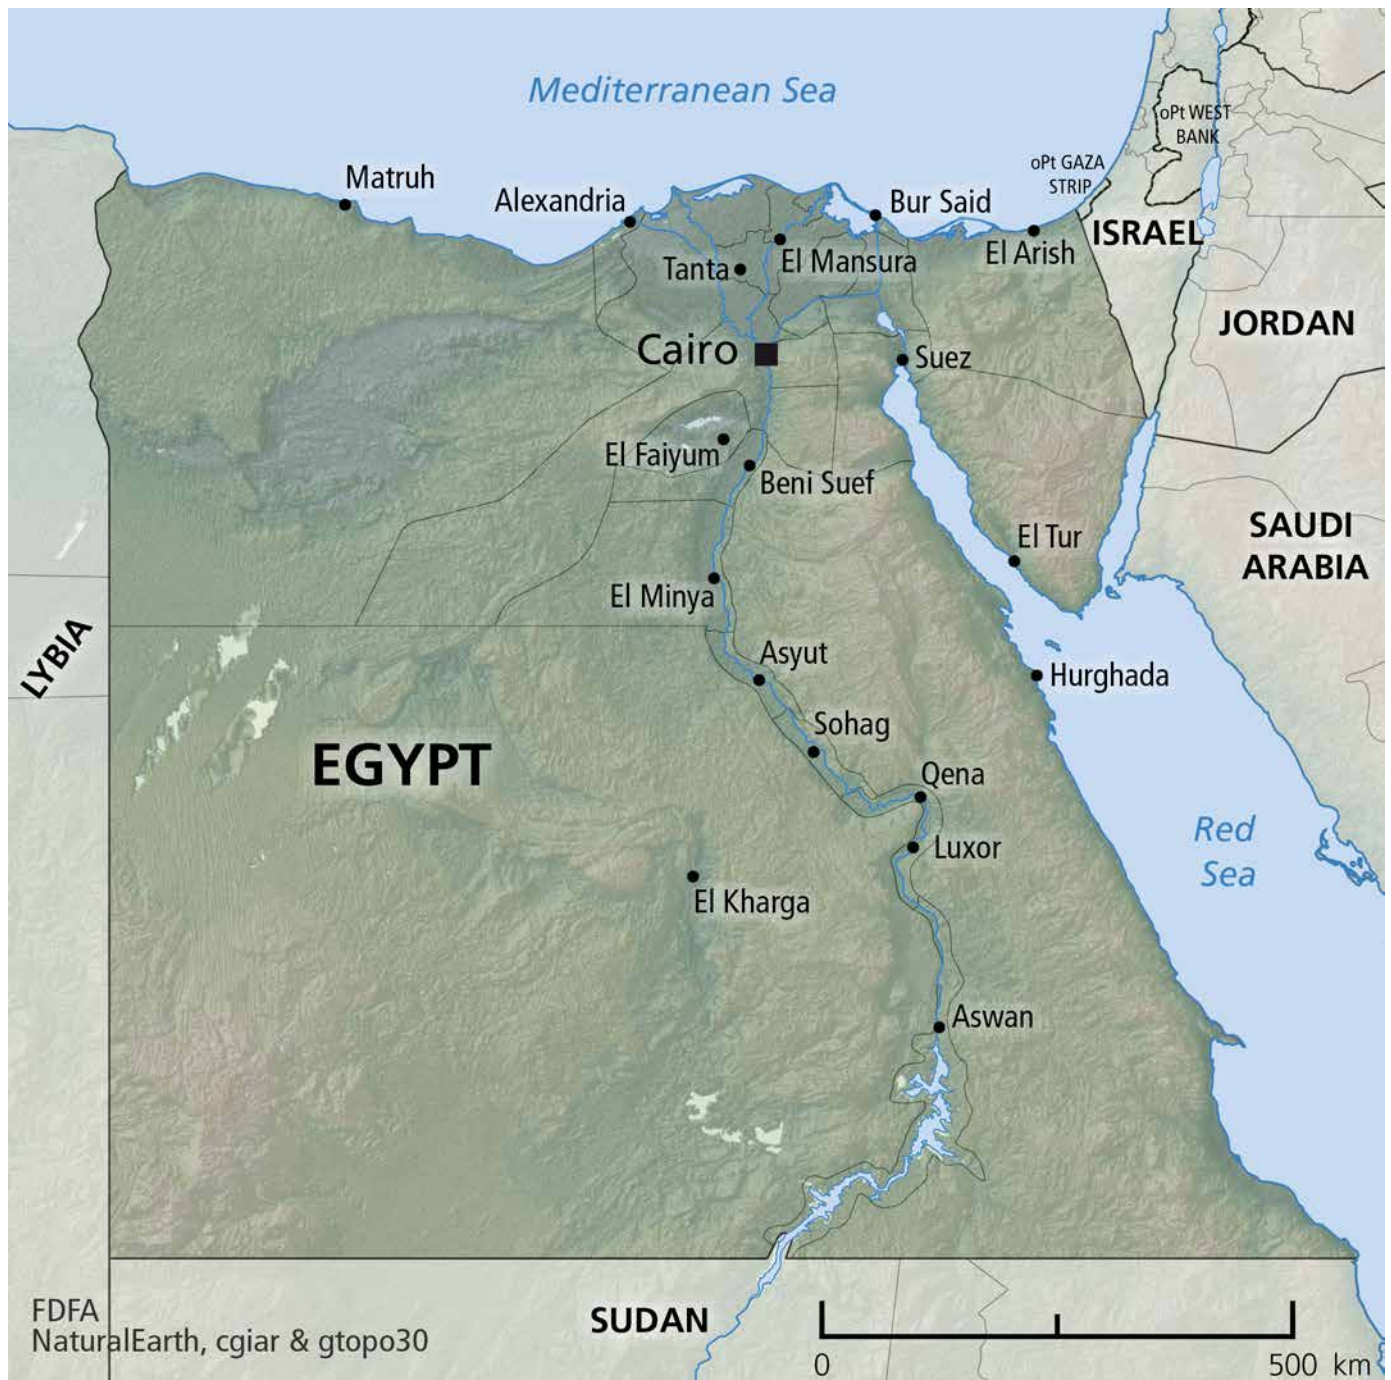 Mediterranean Sea
oPt WEST
BANK
oPt GAZA
STRIP
Matruh
Alexandria
Bur Said
ISRAEL
El Arish
Tanta
El Mansura
JORDAN
Cairo
Suez
El Faiyum
Beni Suef
SAUDI
ARABIA
El Tur
El Minya
LYBIA
Asyut
Hurghada
Sohag
EGYPT
Qena
Red
Sea
Luxor
El Kharga
Aswan
FDFA
NaturalEarth, cgiar & gtopo30
SUDAN
0
500 km